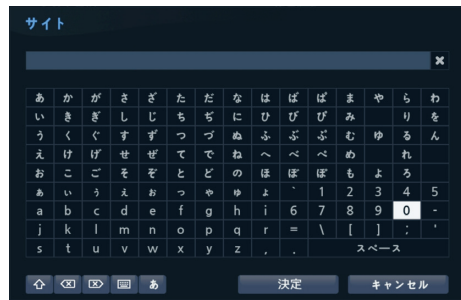 サイト
あ か が さ ざ た だ な は ば ぱ ま や ら わ
い き ぎ し じ ち ぢ に ひ び ぴ み り を
う く ぐ す ず つ づ ぬ ふ ぶ ぷ む ゆ る ん
え け げ せ ぜ て で ね へ べ ぺ め れ
お こ ご そ ぞ と ど の ほ ぼ ぽ も よ ろ
ぁ ぃ ぅ ぇ ぉ っ ゃ ゅ ょ ` 1 2 3 4 5
a b c d e f g h i 6 7 8 9 0 -
j k l m n o p q r = \ [ ] ; '
s t u v w x y z , . スペース
あ 決定 キャンセル